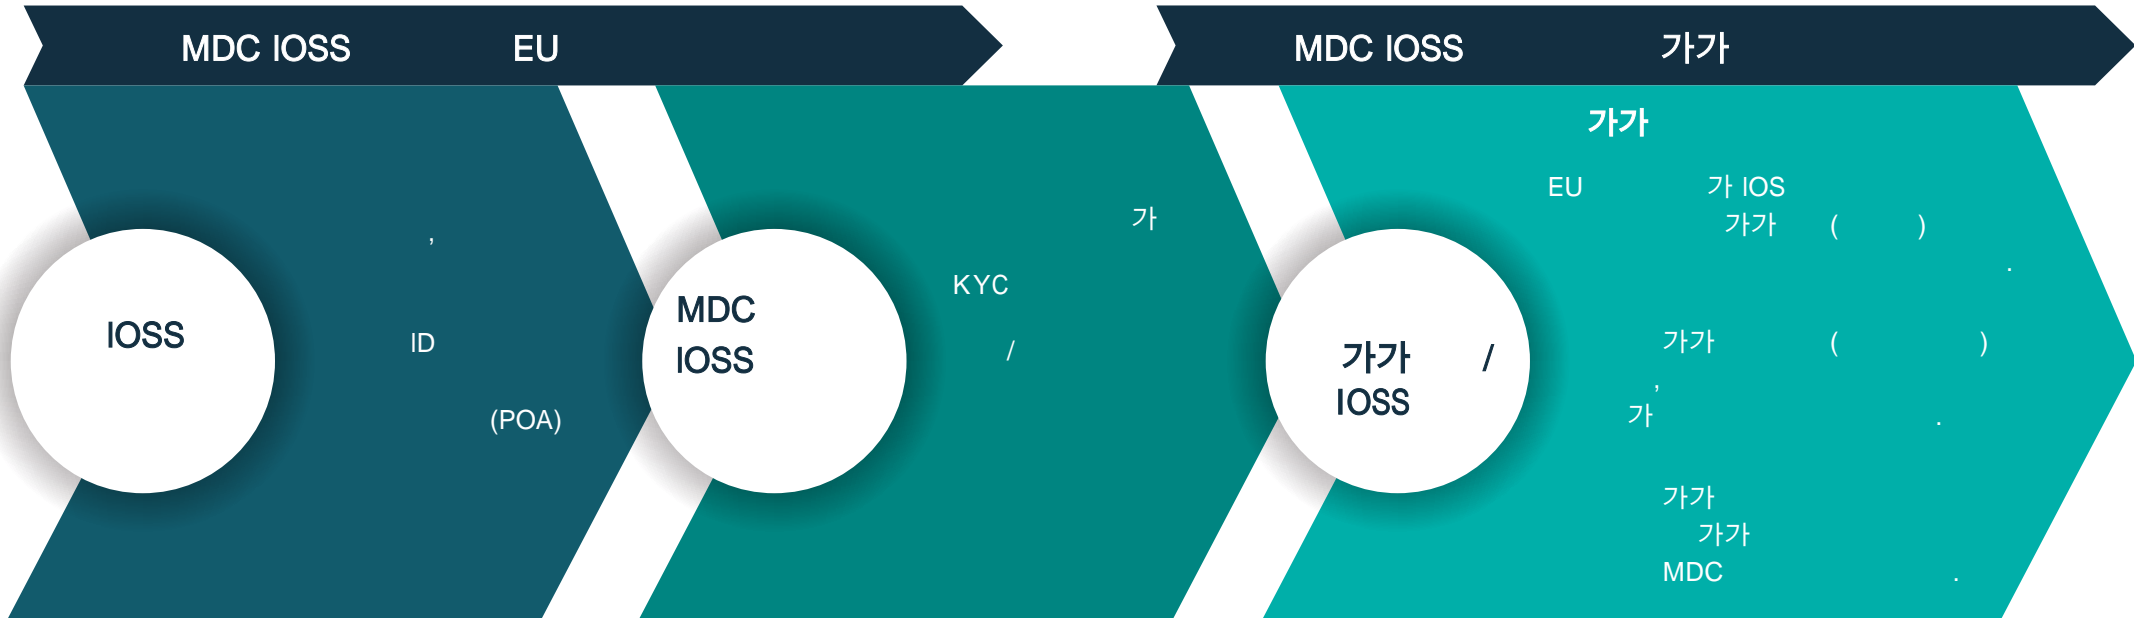 MDC IOSS EU
MDC IOSS 가가
IOSS
,
ID
(POA)
MDC
IOSS
가
KYC
/
가가 /
IOSS
가가
EU 가 IOS
가가 ( )
.
가가 ( )
,
가 .
가가
가가
MDC .